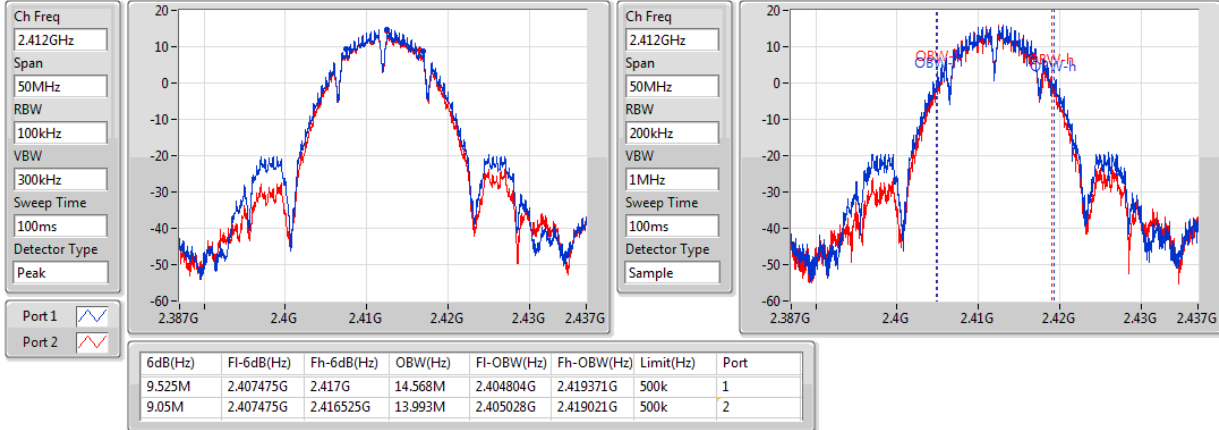 Ch Freq
2.412GHz
Span
50MHz
RBW
100kHz
VBW
300kHz
Sweep Time
100ms
Detector Type
Peak
Port 1
Port 2
20
10
0
-10
-20
-30
-40
-50
-60
2.387G 2.4G 2.41G 2.42G 2.43G 2.437G
Ch Freq
2.412GHz
Span
50MHz
RBW
200kHz
VBW
1MHz
Sweep Time
100ms
Detector Type
Sample
20
10
0
-10
-20
-30
-40
-50
-60
OBW-h
2.387G 2.4G 2.41G 2.42G 2.43G 2.437G
6dB(Hz) Fl-6dB(Hz) Fh-6dB(Hz) OBW(Hz) Fl-OBW(Hz) Fh-OBW(Hz) Limit(Hz) Port
9.525M 2.407475G 2.417G 14.568M 2.404804G 2.419371G 500k 1
9.05M 2.407475G 2.416525G 13.993M 2.405028G 2.419021G 500k 2